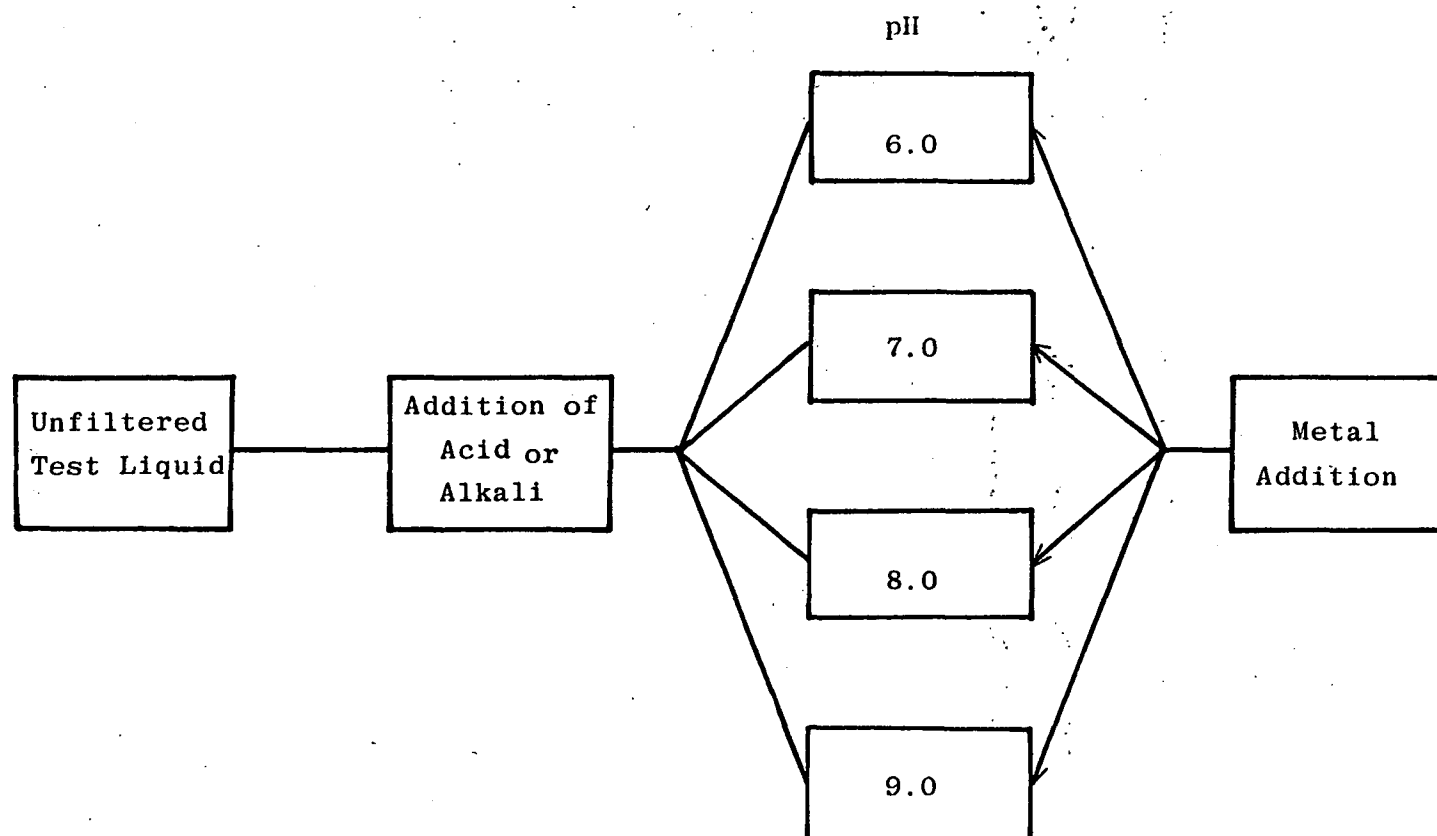 pH
6.0
7.0
Unfiltered
Test Liquid
Addition of
Acid or
Alkali
Metal
Addition
8.0
9.0